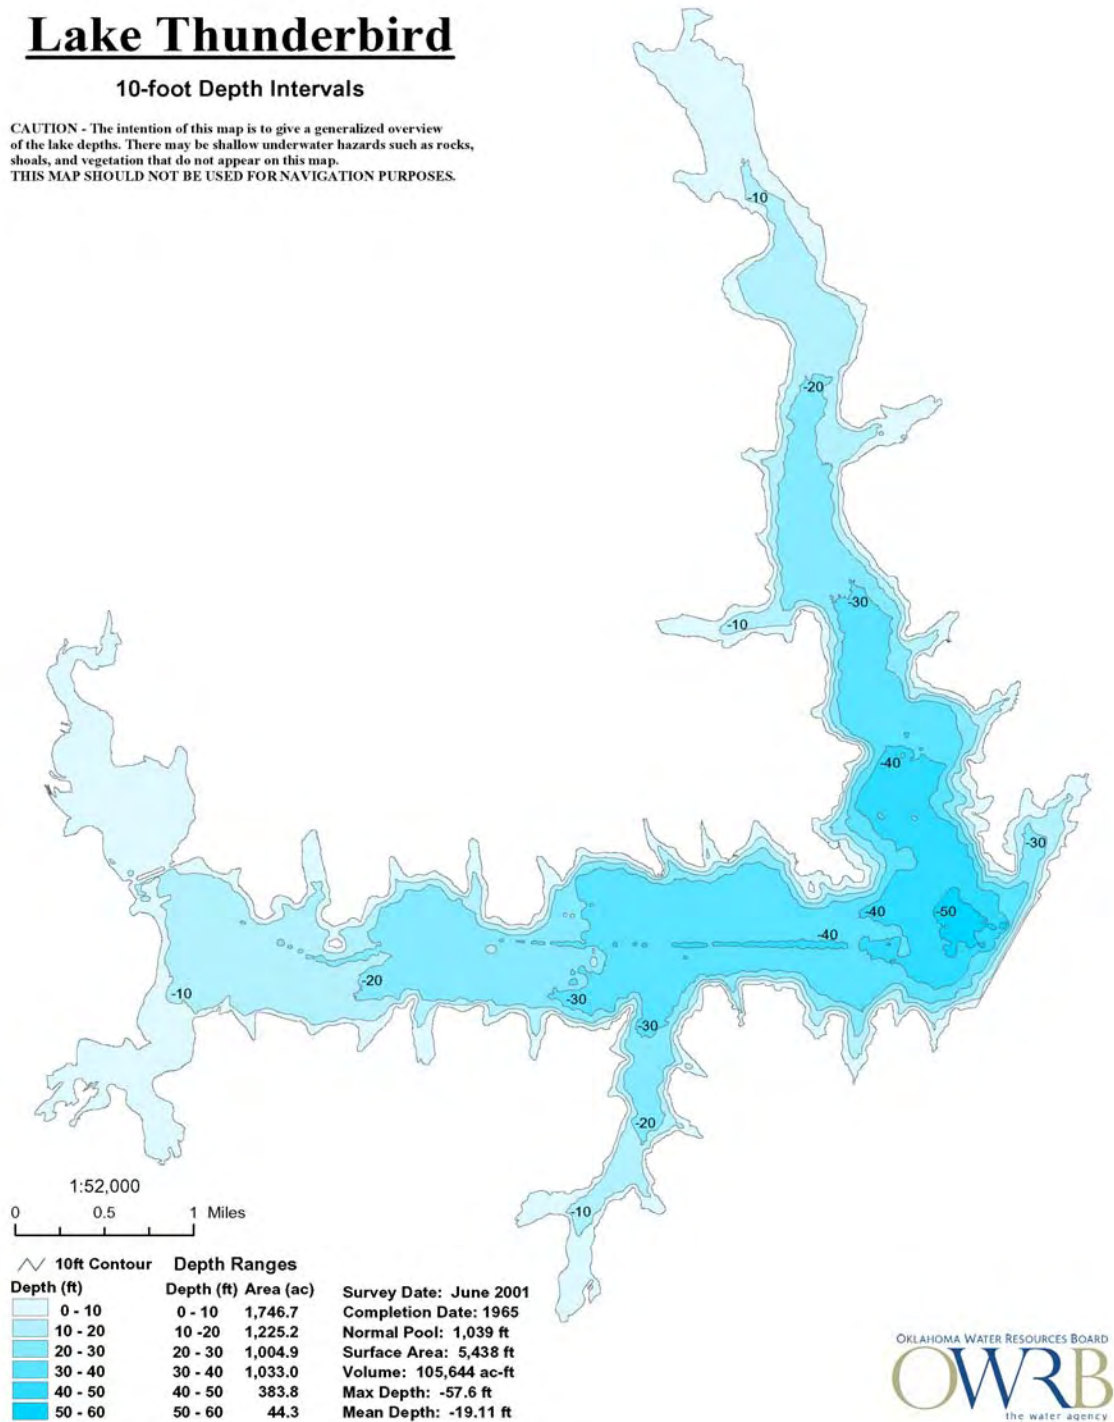 Lake Thunderbird
10-foot Depth Intervals
CAUTION - The intention of this map is to give a generalized overview
of the lake depths. There may be shallow underwater hazards such as rocks,
shoals, and vegetation that do not appear on this map.
THIS MAP SHOULD NOT BE USED FOR NAVIGATION PURPOSES.
-10
-20
-30
-10
-40
-30
-40
-50
-40
-20
-10
-30
-30
-20
-10
1:52,000
0 0.5 1 Miles
10ft Contour
Depth (ft)
0 - 10
10 - 20
20 - 30
30 - 40
40 - 50
50 - 60
Depth Ranges
Depth (ft) Area (ac)
0 - 10 1,746.7
10 -20 1,225.2
20 - 30 1,004.9
30 - 40 1,033.0
40 - 50 383.8
50 - 60 44.3
Survey Date: June 2001
Completion Date: 1965
Normal Pool: 1,039 ft
Surface Area: 5,438 ft
Volume: 105,644 ac-ft
Max Depth: -57.6 ft
Mean Depth: -19.11 ft
OKLAHOMA WATER RESOURCES BOARD
OWRB
the water agency